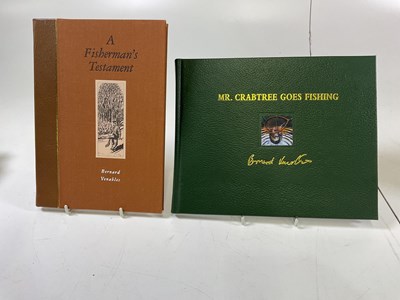 A
Fisherman's
Testament
Bernard
Venables
MR. CRABTREE GOES FISHING
Bernard Venables